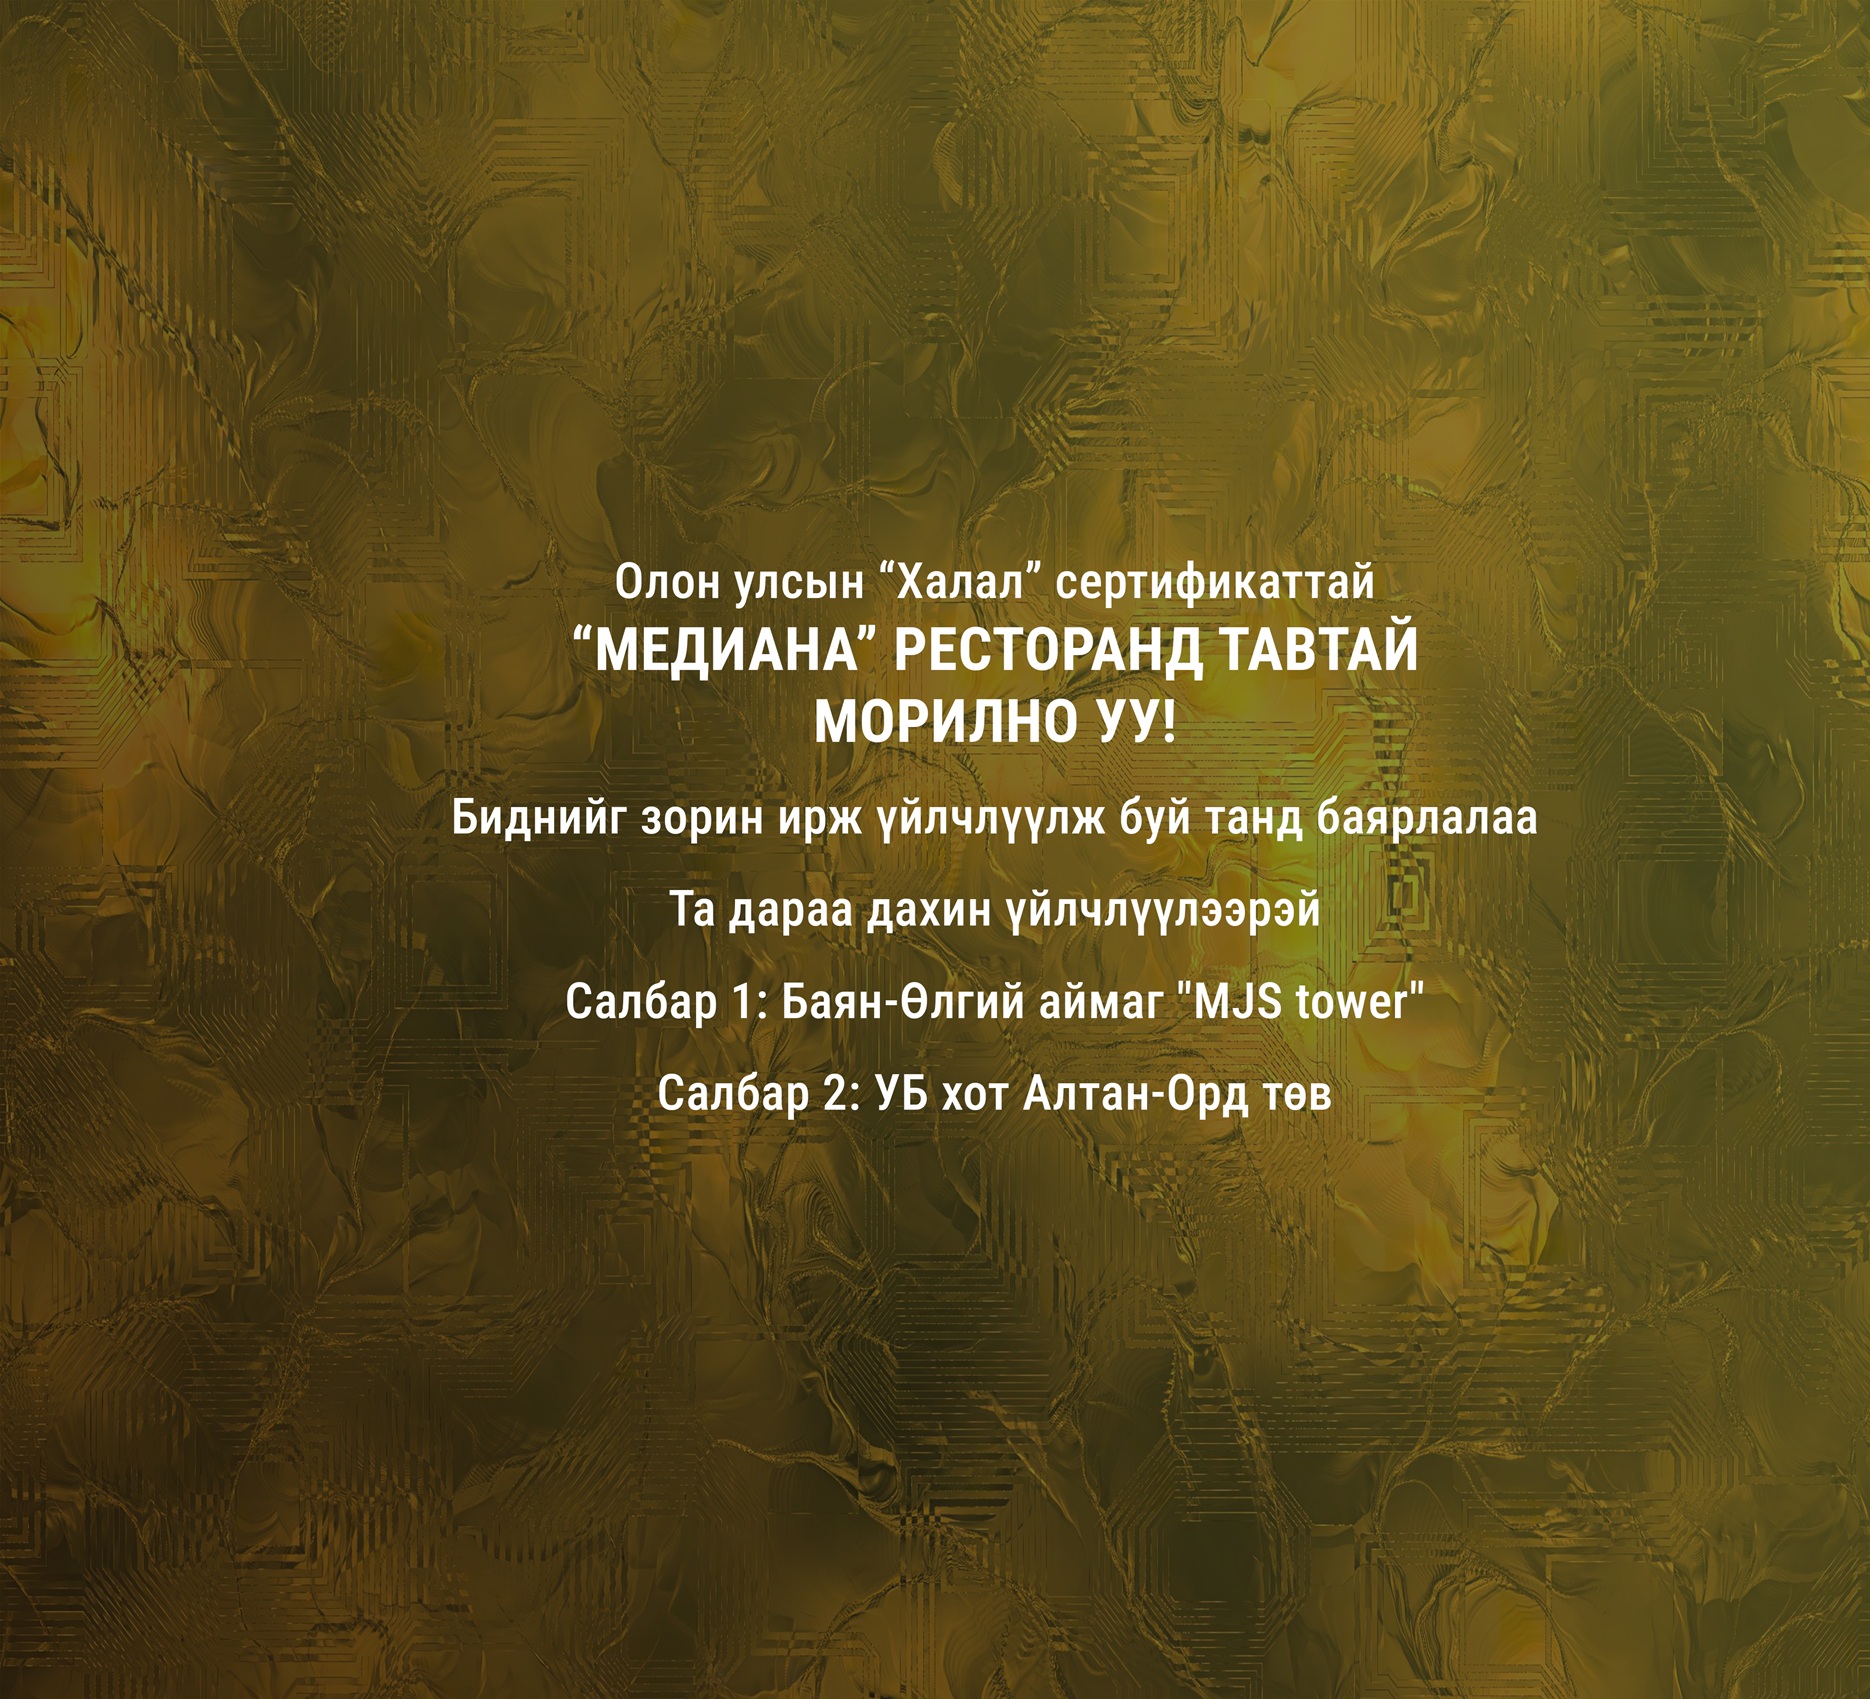 Олон улсын “Халал” сертификаттай
“МЕДИАНА” РЕСТОРАНД ТАВТАЙ
МОРИЛНО УУ!
Биднийг зорин ирж үйлчлүүлж буй танд баярлалаа
Та дараа дахин үйлчлүүлээрэй
Салбар 1: Баян-Өлгий аймаг "MJS tower"
Салбар 2: УБ хот Алтан-Орд төв